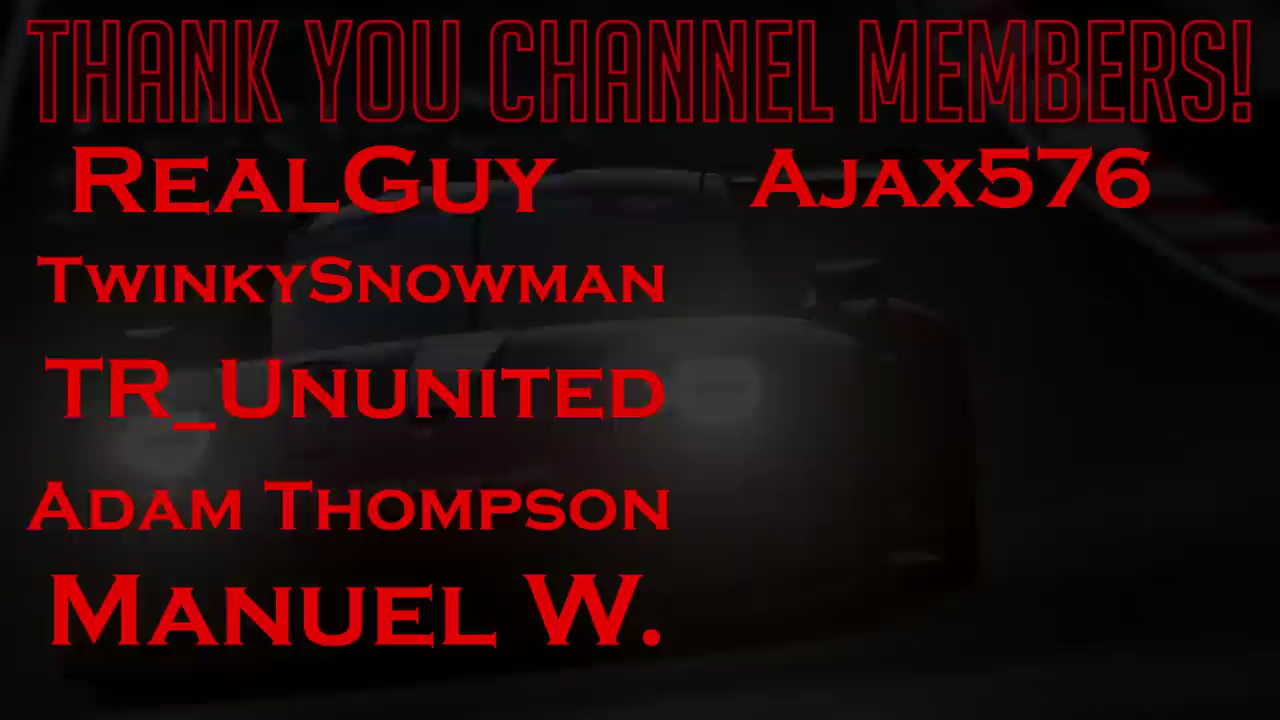 THANK YOU CHANNEL MEMBERS!
RealGuy
Ajax576
TwinkySnowman
TR_Ununited
Adam Thompson
Manuel W.